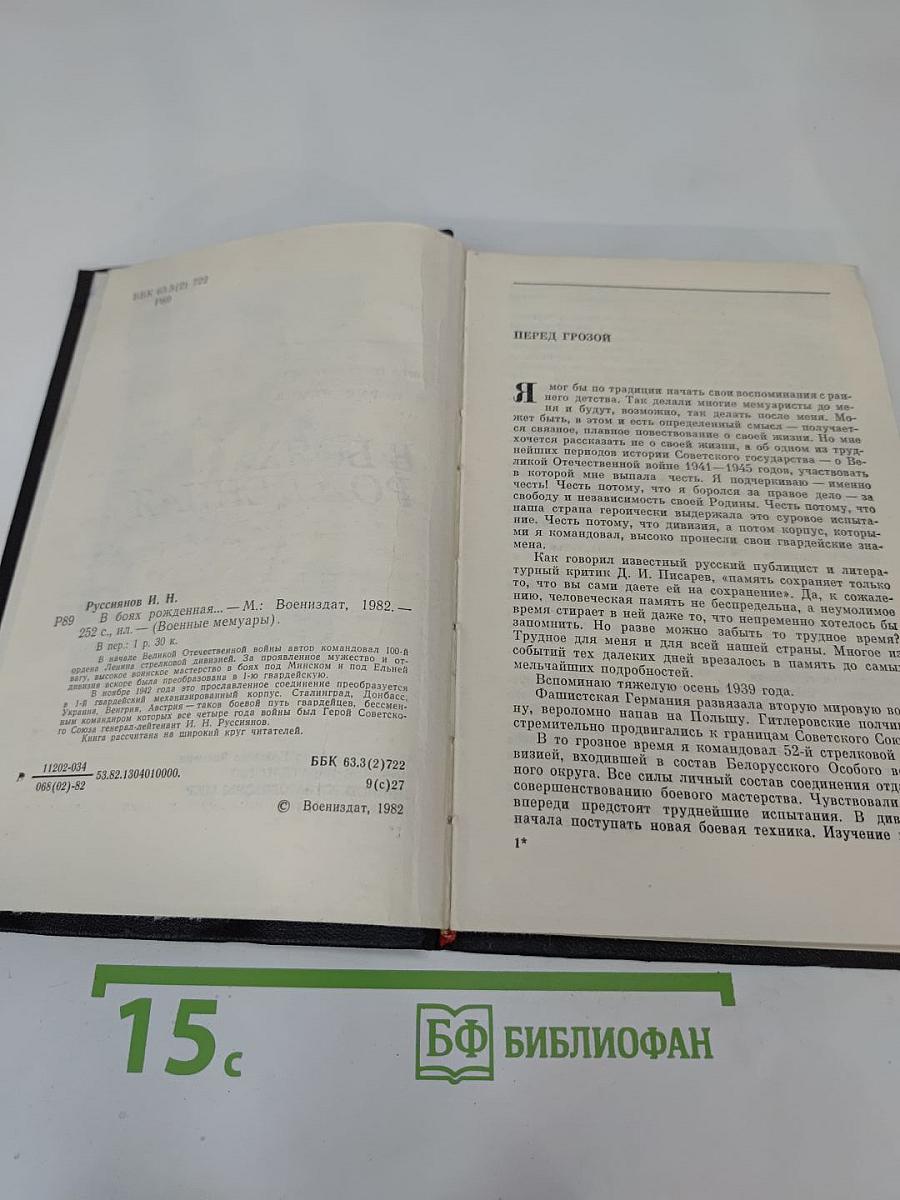 ББК 63.3(2) 722
Р89
Руссиянов И. Н.
Р89 В боях рожденная... — М.: Воениздат, 1982. —
252 с., ил. — (Военные мемуары).
В пер.: 1 р. 30 к.
В начале Великой Отечественной войны автор командовал 100-й
ордена Ленина стрелковой дивизией. За проявленное мужество и от-
вагу, высокое воинское мастерство в боях под Минском и под Ельней
дивизия вскоре была преобразована в 1-ю гвардейскую.
В ноябре 1942 года это прославленное соединение преобразуется
в 1-й гвардейский механизированный корпус. Сталинград, Донбасс,
Украина, Венгрия, Австрия — таков боевой путь гвардейцев, бессмен-
ным командиром которых все четыре года войны был Герой Советско-
го Союза генерал-лейтенант И. Н. Руссиянов.
Книга рассчитана на широкий круг читателей.
Р 11202-034
068(02)-82 53.82.1304010000.
ББК 63.3(2)722
9(с)27
© Воениздат, 1982
ПЕРЕД ГРОЗОЙ
Я мог бы по традиции начать свои воспоминания с ран-
него детства. Так делали многие мемуаристы до ме-
ня и будут, возможно, так делать после меня. Мо-
жет быть, в этом и есть определенный смысл — получает-
ся связное, плавное повествование о своей жизни. Но мне
хочется рассказать не о своей жизни, а об одном из труд-
нейших периодов истории Советского государства — о Ве-
ликой Отечественной войне 1941—1945 годов, участвовать
в которой мне выпала честь. Я подчеркиваю — именно
честь! Честь потому, что я боролся за правое дело — за
свободу и независимость своей Родины. Честь потому, что
наша страна героически выдержала это суровое испыта-
ние. Честь потому, что дивизия, а потом корпус, которы-
ми я командовал, высоко пронесли свои гвардейские зна-
мена.
Как говорил известный русский публицист и литера-
турный критик Д. И. Писарев, «память сохраняет только
то, что вы сами даете ей на сохранение». Да, к сожале-
нию, человеческая память не беспредельна, а неумолимое
время стирает в ней даже то, что непременно хотелось бы
запомнить. Но разве можно забыть то трудное время?
Трудное для меня и для всей нашей страны. Многое из
событий тех далеких дней врезалось в память до самых
мельчайших подробностей.
Вспоминаю тяжелую осень 1939 года.
Фашистская Германия развязала вторую мировую во
ну, вероломно напав на Польшу. Гитлеровские полчи
стремительно продвигались к границам Советского Сою
В то грозное время я командовал 52-й стрелковой
визией, входившей в состав Белорусского Особого во
ного округа. Все силы личный состав соединения отда
совершенствованию боевого мастерства. Чувствовали
впереди предстоят труднейшие испытания. В див
начала поступать новая боевая техника. Изучение
1*
15 с
БФ БИБЛИОФАН